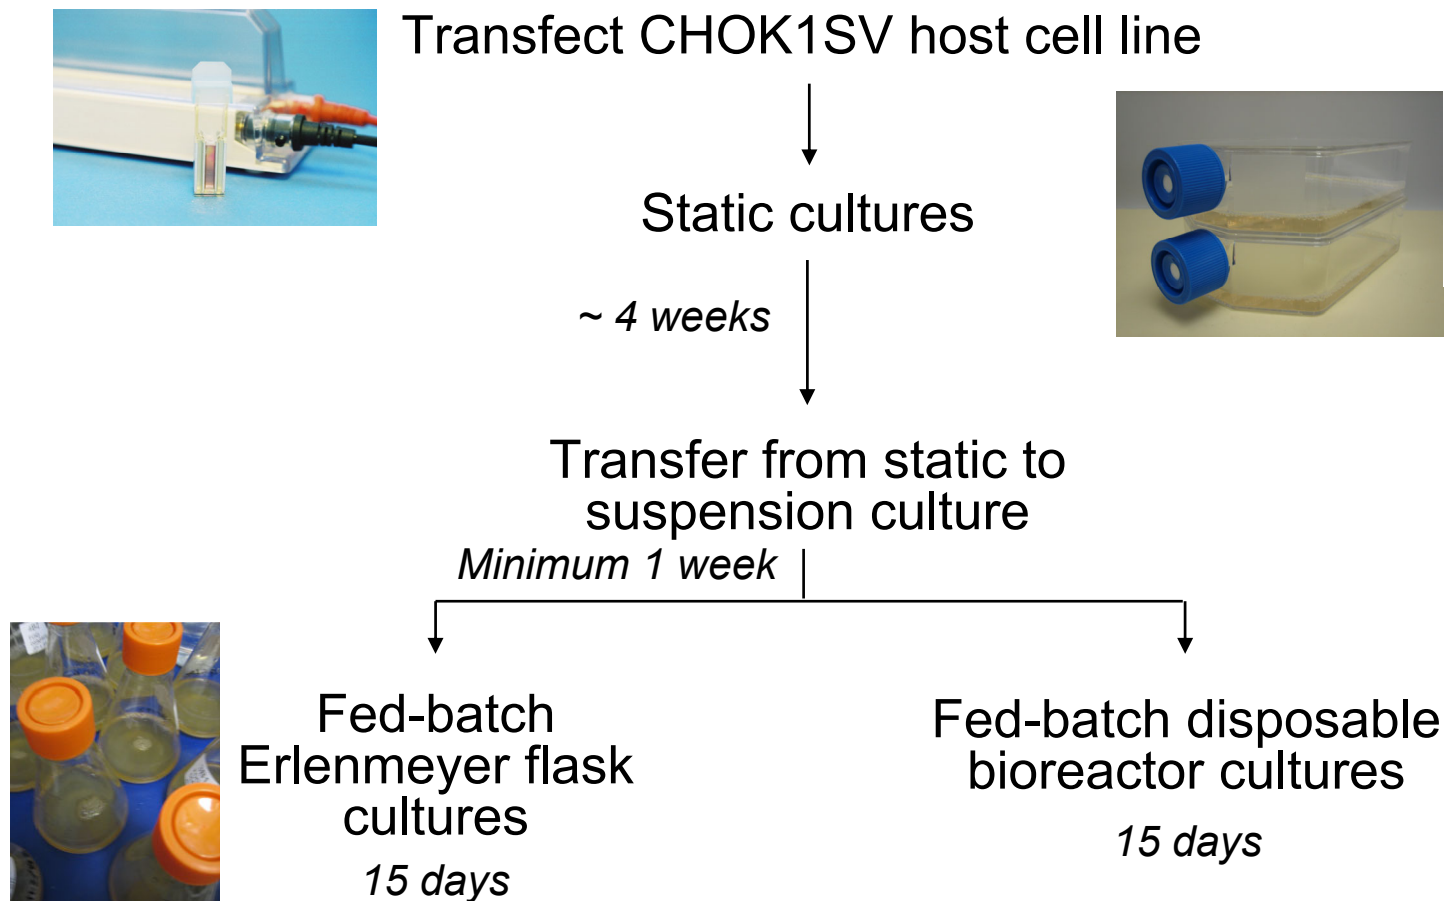 Transfect CHOK1SV host cell line
Static cultures
~ 4 weeks
Transfer from static to
suspension culture
Minimum 1 week
Fed-batch
Erlenmeyer flask
cultures
15 days
Fed-batch disposable
bioreactor cultures
15 days